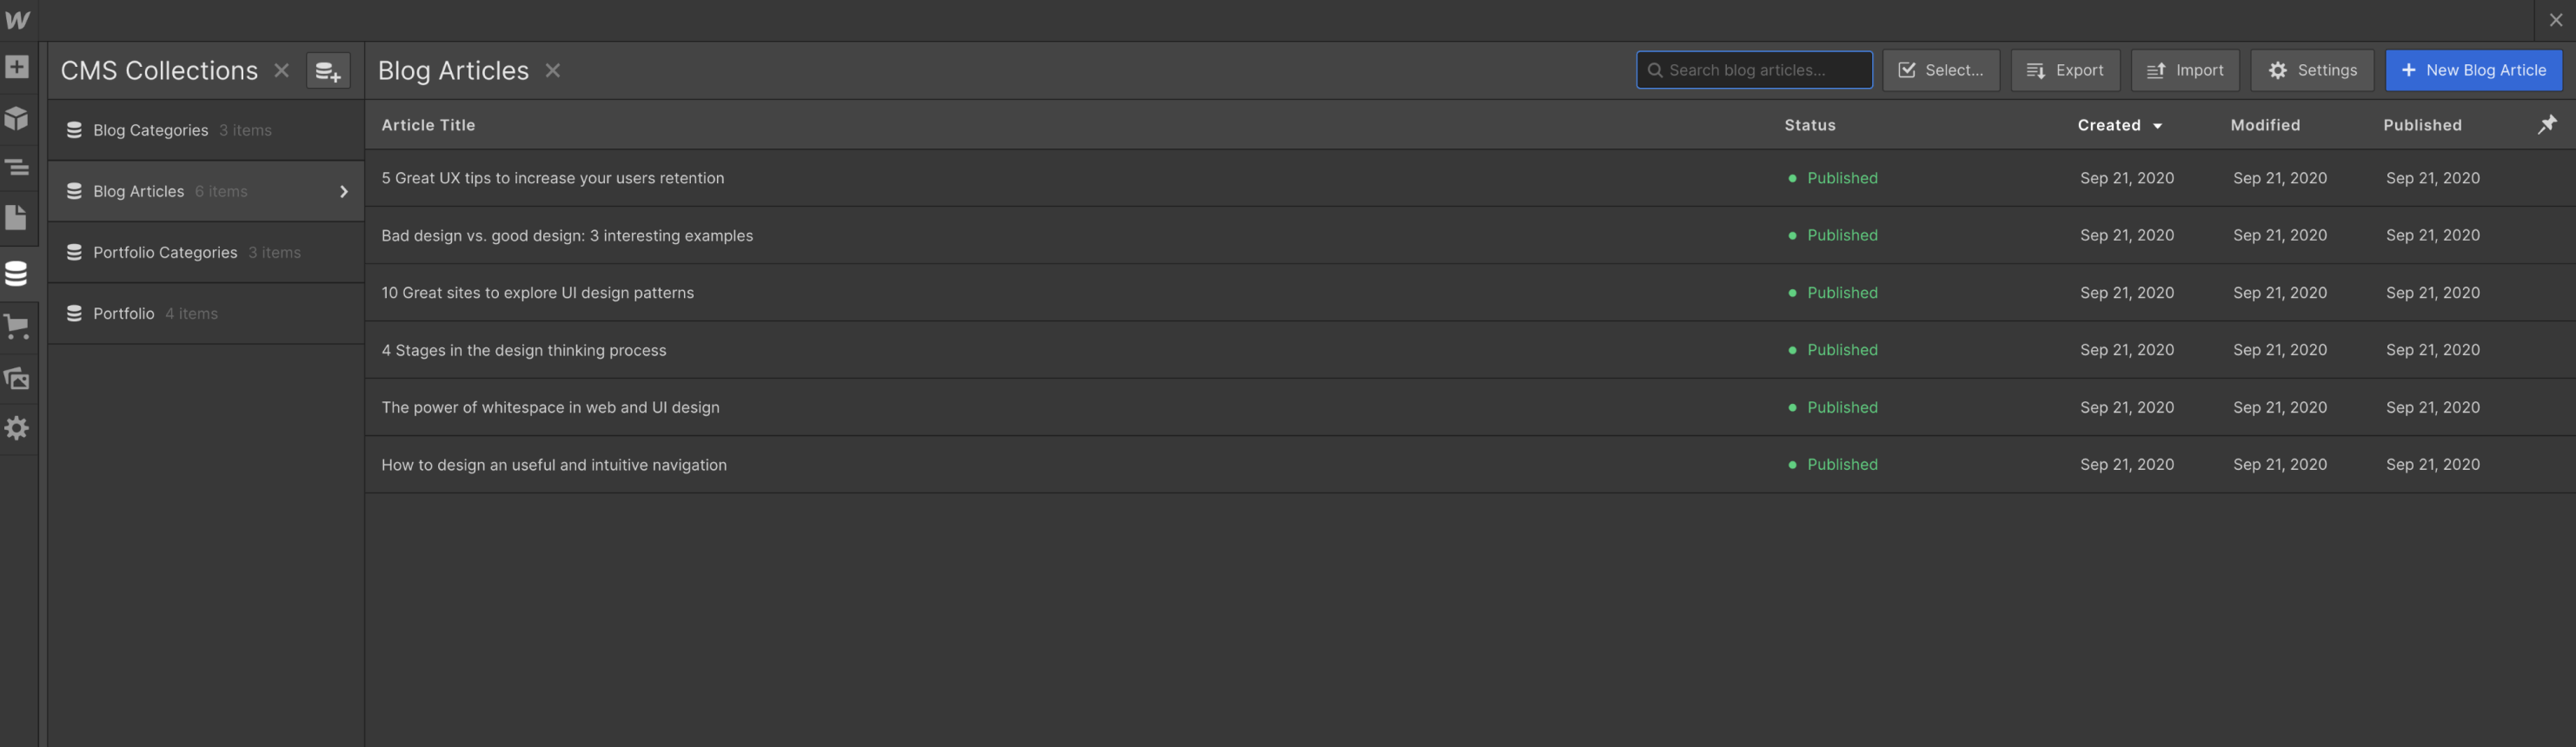 CMS Collections
Blog Articles
Search blog articles...
Select...
Export
Import
Settings
New Blog Article
Blog Categories 3 items
Blog Articles 6 items
Portfolio Categories 3 items
Portfolio 4 items
Article Title Status Created Modified Published
5 Great UX tips to increase your users retention Published Sep 21, 2020 Sep 21, 2020 Sep 21, 2020
Bad design vs. good design: 3 interesting examples Published Sep 21, 2020 Sep 21, 2020 Sep 21, 2020
10 Great sites to explore UI design patterns Published Sep 21, 2020 Sep 21, 2020 Sep 21, 2020
4 Stages in the design thinking process Published Sep 21, 2020 Sep 21, 2020 Sep 21, 2020
The power of whitespace in web and UI design Published Sep 21, 2020 Sep 21, 2020 Sep 21, 2020
How to design an useful and intuitive navigation Published Sep 21, 2020 Sep 21, 2020 Sep 21, 2020